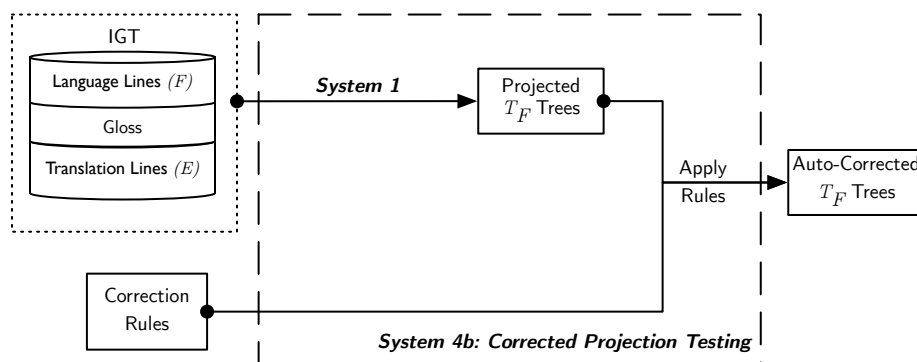 IGT
Language Lines (F)
Gloss
Translation Lines (E)
System 1
Projected
T_F Trees
Apply
Rules
Auto-Corrected
T_F Trees
Correction
Rules
System 4b: Corrected Projection Testing